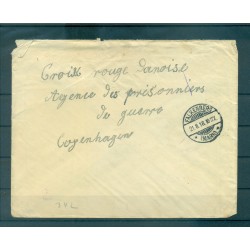 Croix rouge Danoise
Agence des prisonniers
de guerre
Copenhagen